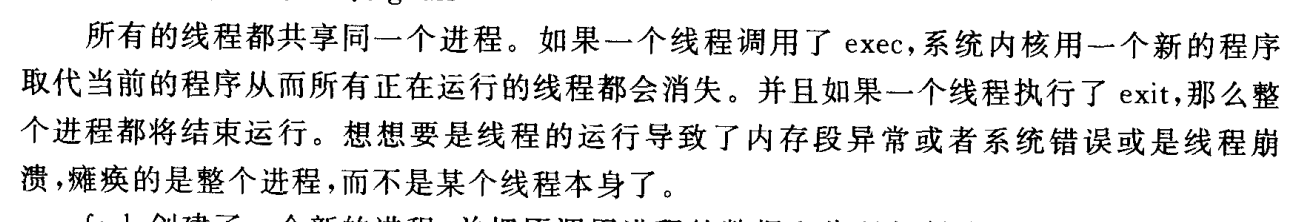 所有的线程都共享同一个进程。如果一个线程调用了 exec,系统内核用一个新的程序
取代当前的程序从而所有正在运行的线程都会消失。并且如果一个线程执行了 exit,那么整
个进程都将结束运行。想想要是线程的运行导致了内存段异常或者系统错误或是线程崩
溃,瘫痪的是整个进程,而不是某个线程本身了。